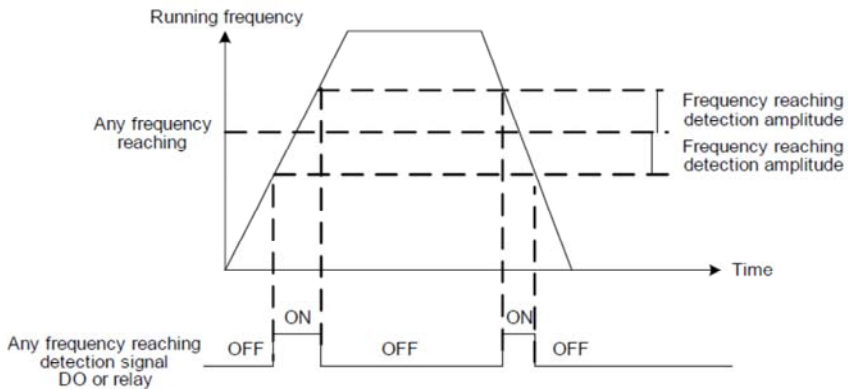 Running frequency
Any frequency
reaching
Frequency reaching
detection amplitude
Frequency reaching
detection amplitude
Time
ON
ON
OFF
OFF
OFF
Any frequency reaching
detection signal
DO or relay